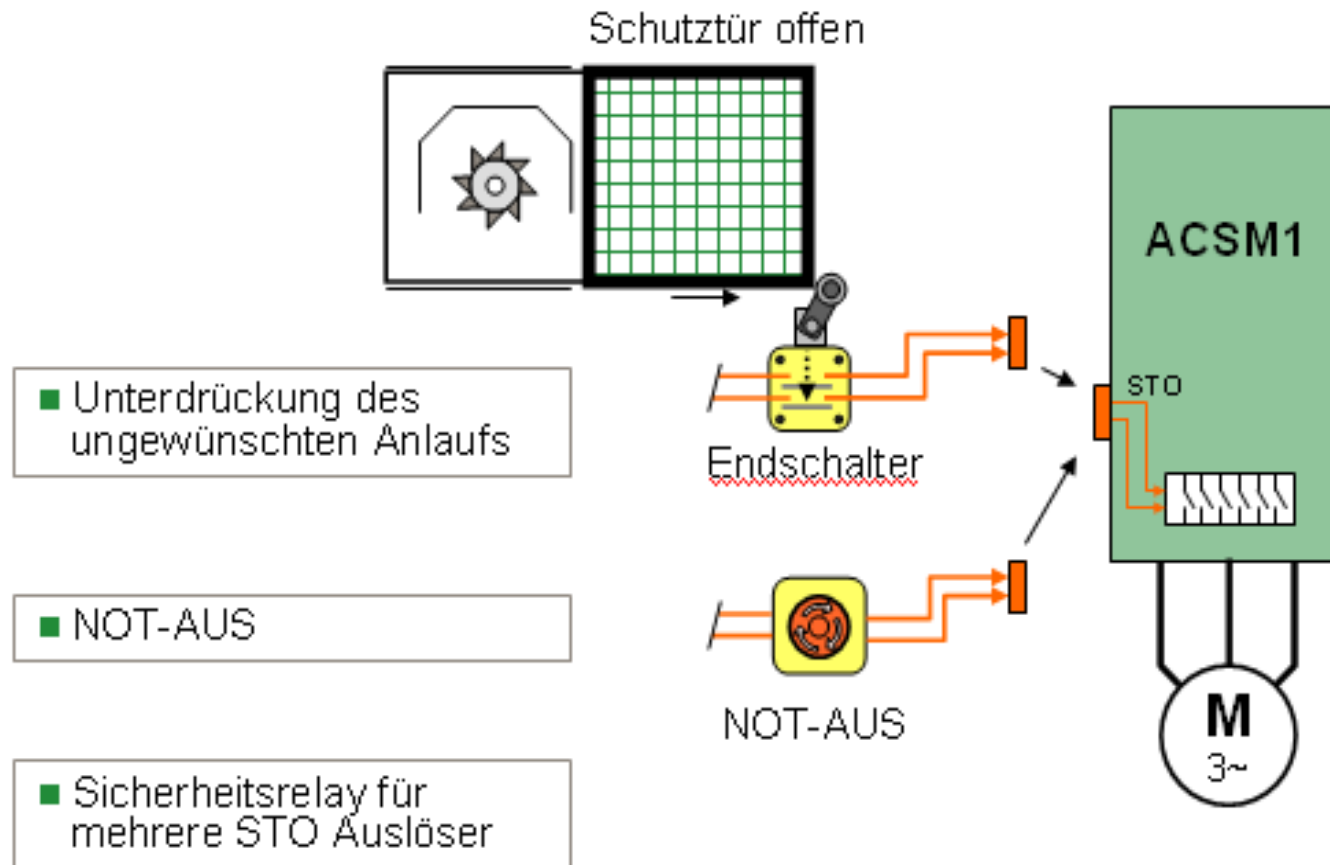 Schutztür offen
ACSM1
STO
Unterdrückung des
ungewünschten Anlaufs
Endschalter
NOT-AUS
NOT-AUS
M
3~
Sicherheitsrelay für
mehrere STO Auslöser